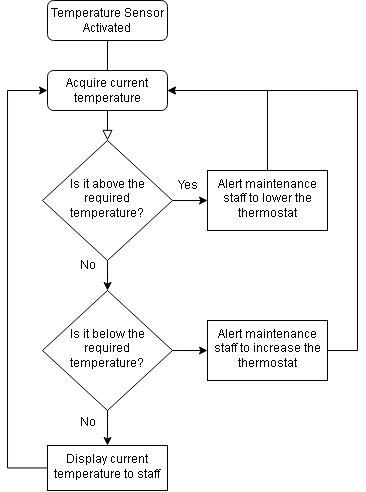 Temperature Sensor
Activated
Acquire current
temperature
Is it above the
required
temperature?
Yes
Alert maintenance
staff to lower the
thermostat
No
Is it below the
required
temperature?
Alert maintenance
staff to increase the
thermostat
No
Display current
temperature to staff